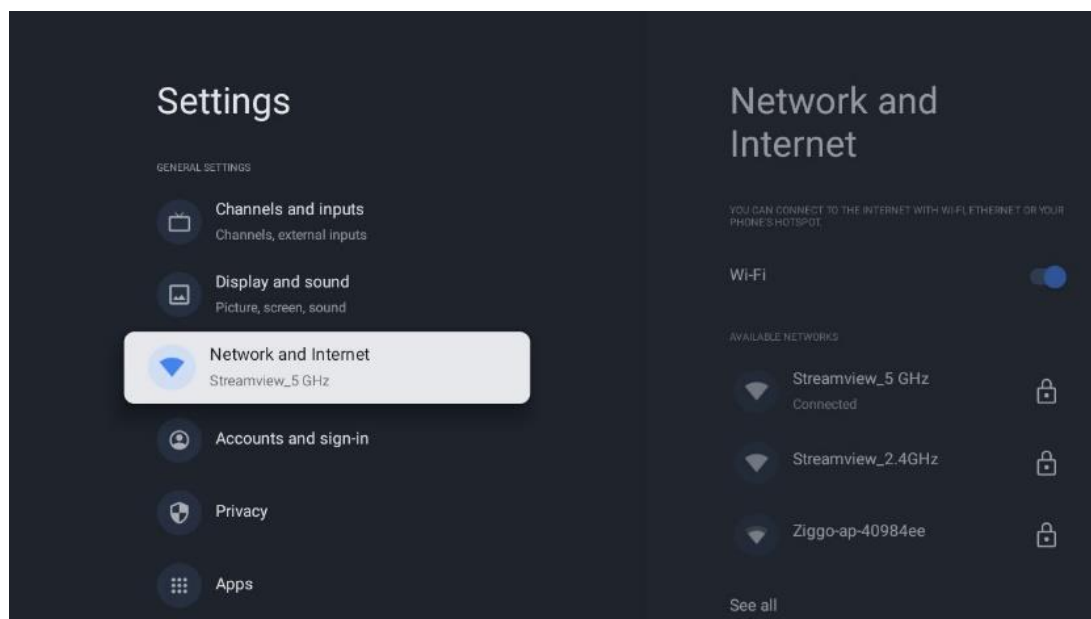 Settings
GENERAL SETTINGS
Channels and inputs
Channels, external inputs
Display and sound
Picture, screen, sound
Network and Internet
Streamview_5 GHz
Accounts and sign-in
Privacy
Apps
Network and
Internet
YOU CAN CONNECT TO THE INTERNET WITH WI-FI, ETHERNET OR YOUR
PHONE'S HOTSPOT.
Wi-Fi
AVAILABLE NETWORKS
Streamview_5 GHz
Connected
Streamview_2.4GHz
Ziggo-ap-40984ee
See all